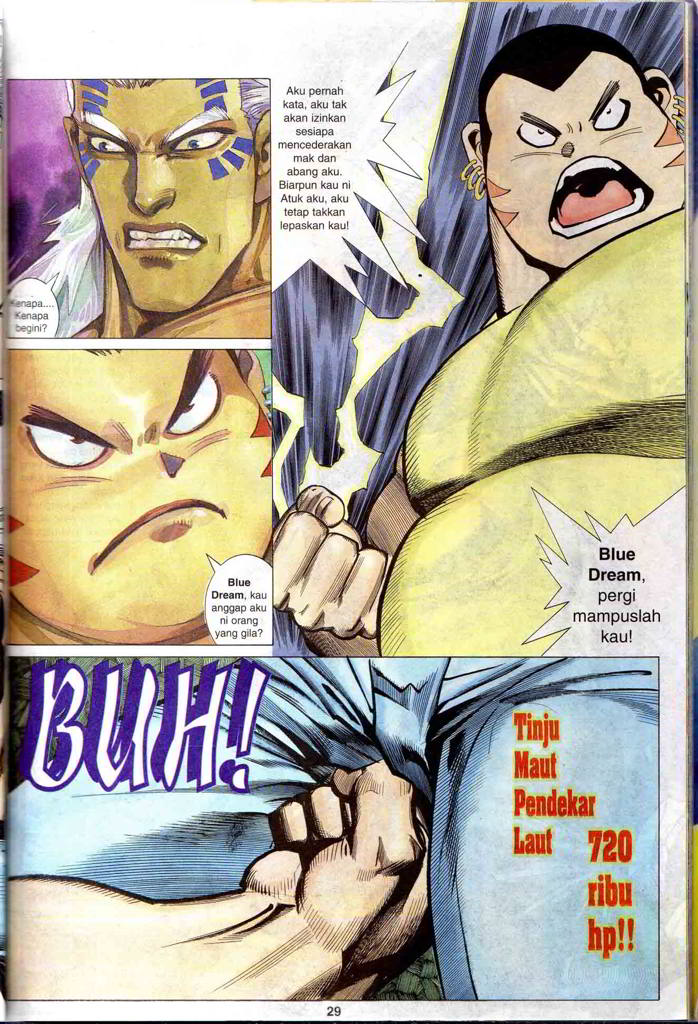 Kenapa....
Kenapa
begini?
Aku pernah
kata, aku tak
akan izinkan
sesiapa
mencederakan
mak dan
abang aku.
Biarpun kau ni
Atuk aku, aku
tetap takkan
lepaskan kau!
Blue
Dream, kau
anggap aku
ni orang
yang gila?
Blue
Dream,
pergi
mampuslah
kau!
BUH!
Tinju
Maut
Pendekar
Laut
720
ribu
hp!!
29